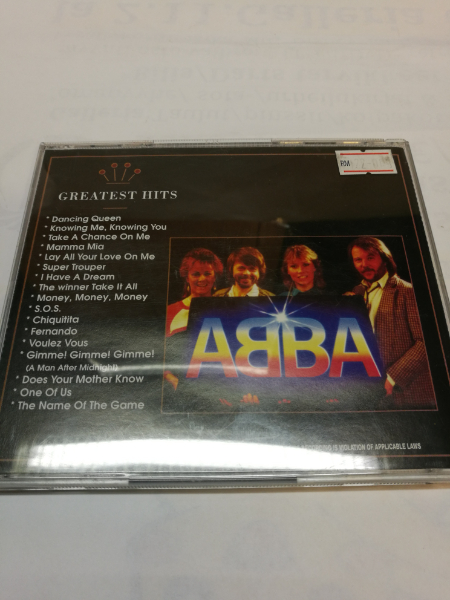 RM
GREATEST HITS
* Dancing Queen
* Knowing Me, Knowing You
* Take A Chance On Me
* Mamma Mia
* Lay All Your Love On Me
* Super Trouper
* I Have A Dream
* The winner Take It All
* Money, Money, Money
* S.O.S.
* Chiquitita
* Fernando
* Voulez Vous
* Gimme! Gimme! Gimme!
(A Man After Midnight)
* Does Your Mother Know
* One Of Us
* The Name Of The Game
ABBA
IS VIOLATION OF APPLICABLE LAWS